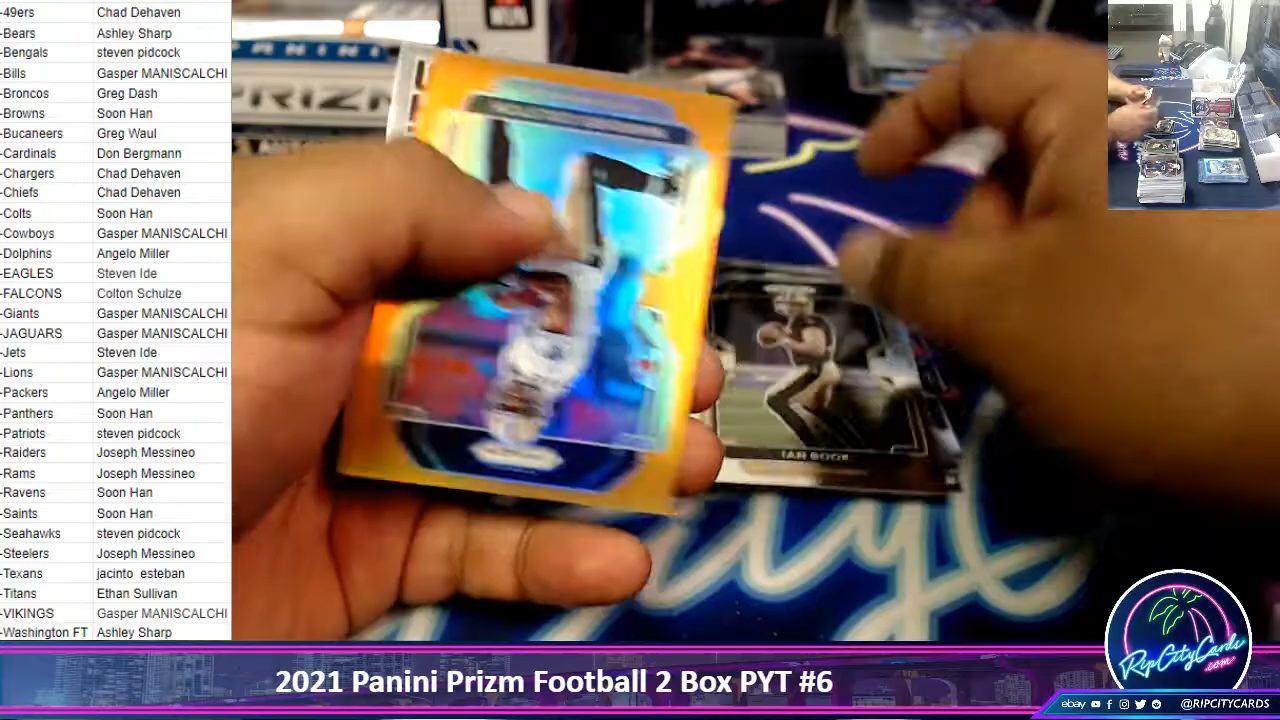 -49ers Chad Dehaven
-Bears Ashley Sharp
-Bengals steven pidcock
-Bills Gasper MANISCALCHI
-Broncos Greg Dash
-Browns Soon Han
-Bucaneers Greg Waul
-Cardinals Don Bergmann
-Chargers Chad Dehaven
-Chiefs Chad Dehaven
-Colts Soon Han
-Cowboys Gasper MANISCALCHI
-Dolphins Angelo Miller
-EAGLES Steven Ide
-FALCONS Colton Schulze
-Giants Gasper MANISCALCHI
-JAGUARS Gasper MANISCALCHI
-Jets Steven Ide
-Lions Gasper MANISCALCHI
-Packers Angelo Miller
-Panthers Soon Han
-Patriots steven pidcock
-Raiders Joseph Messineo
-Rams Joseph Messineo
-Ravens Soon Han
-Saints Soon Han
-Seahawks steven pidcock
-Steelers Joseph Messineo
-Texans jacinto esteban
-Titans Ethan Sullivan
-VIKINGS Gasper MANISCALCHI
-Washington FT Ashley Sharp
PANINI
PRIZM
IAN BOOK
RipCityCards
.com
2021 Panini Prizm Football 2 Box PYT #6
ebay @RIPCITYCARDS